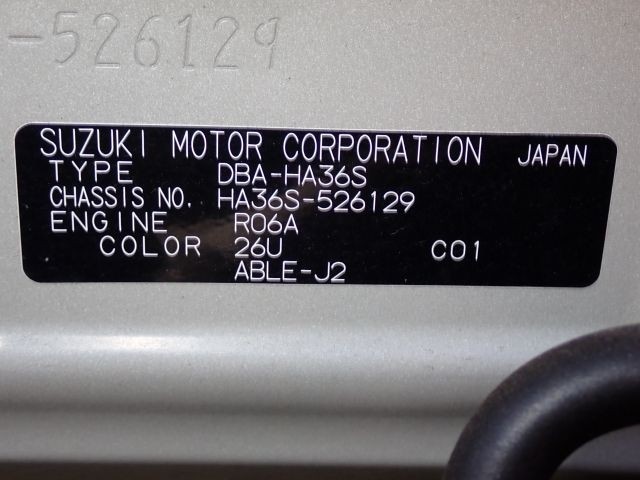 -526129
SUZUKI MOTOR CORPORATION JAPAN
TYPE DBA-HA36S
CHASSIS NO. HA36S-526129
ENGINE R06A
COLOR 26U C01
ABLE-J2